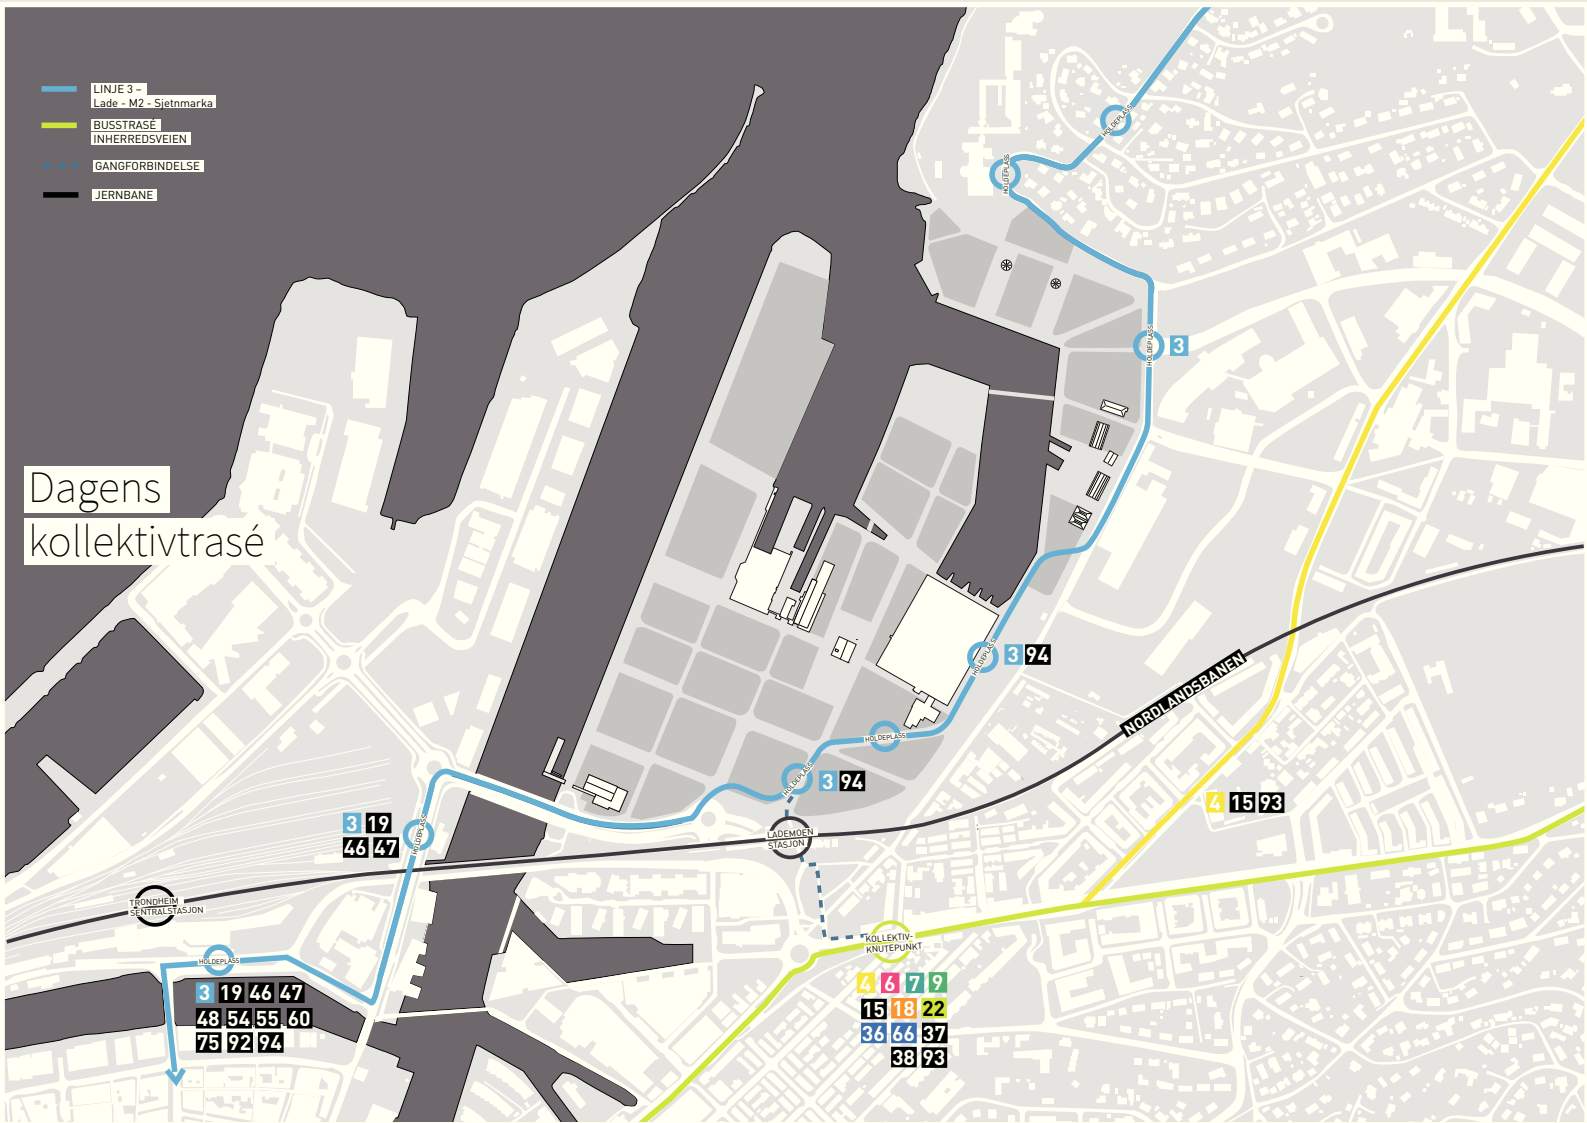 LINJE 3 –
Lade - M2 - Sjetnmarka
BUSSTRASÉ
INHERREDSVEIEN
GANGFORBINDELSE
JERNBANE
Dagens
kollektivtrasé
HOLDEPLASS
HOLDEPLASS
HOLDEPLASS
3
HOLDEPLASS
3 94
HOLDEPLASS
HOLDEPLASS
3 94
NORDLANDSBANEN
4 15 93
3 19
46 47
HOLDEPLASS
LADEMOEN
STASJON
TRONDHEIM
SENTRALSTASJON
HOLDEPLASS
3 19 46 47
48 54 55 60
75 92 94
KOLLEKTIV-
KNUTEPUNKT
4 6 7 9
15 18 22
36 66 37
38 93